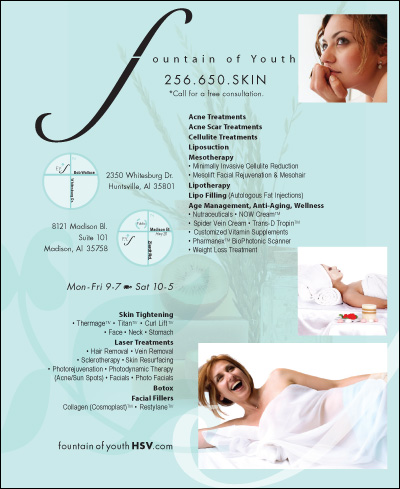 fountain of Youth
256.650.SKIN
*Call for a free consultation.
Acne Treatments
Acne Scar Treatments
Cellulite Treatments
Liposuction
Mesotherapy
• Minimally Invasive Cellulite Reduction
• Mesolift Facial Rejuvenation & Mesohair
Lipotherapy
Lipo Filling (Autologous Fat Injections)
Age Management, Anti-Aging, Wellness
• Nutraceuticals • NOW Cream™
• Spider Vein Cream • Trans-D Tropin™
• Customized Vitamin Supplements
• Pharmanex™ BioPhotonic Scanner
• Weight Loss Treatment
Bob Wallace
Whitesburg Dr.
2350 Whitesburg Dr.
Huntsville, Al 35801
8121 Madison Bl.
Suite 101
Madison, Al 35758
Madison Bl.
Mon-Fri 9-7 Sat 10-5
Skin Tightening
• Thermage™ • Titan™ • Curl Lift™
• Face • Neck • Stomach
Laser Treatments
• Hair Removal • Vein Removal
• Sclerotherapy • Skin Resurfacing
• Photorejuvenation • Photodynamic Therapy
(Acne/Sun Spots) • Facials • Photo Facials
Botox
Facial Fillers
Collagen (Cosmoplast)™ • Restylane™
fountain of youth HSV.com